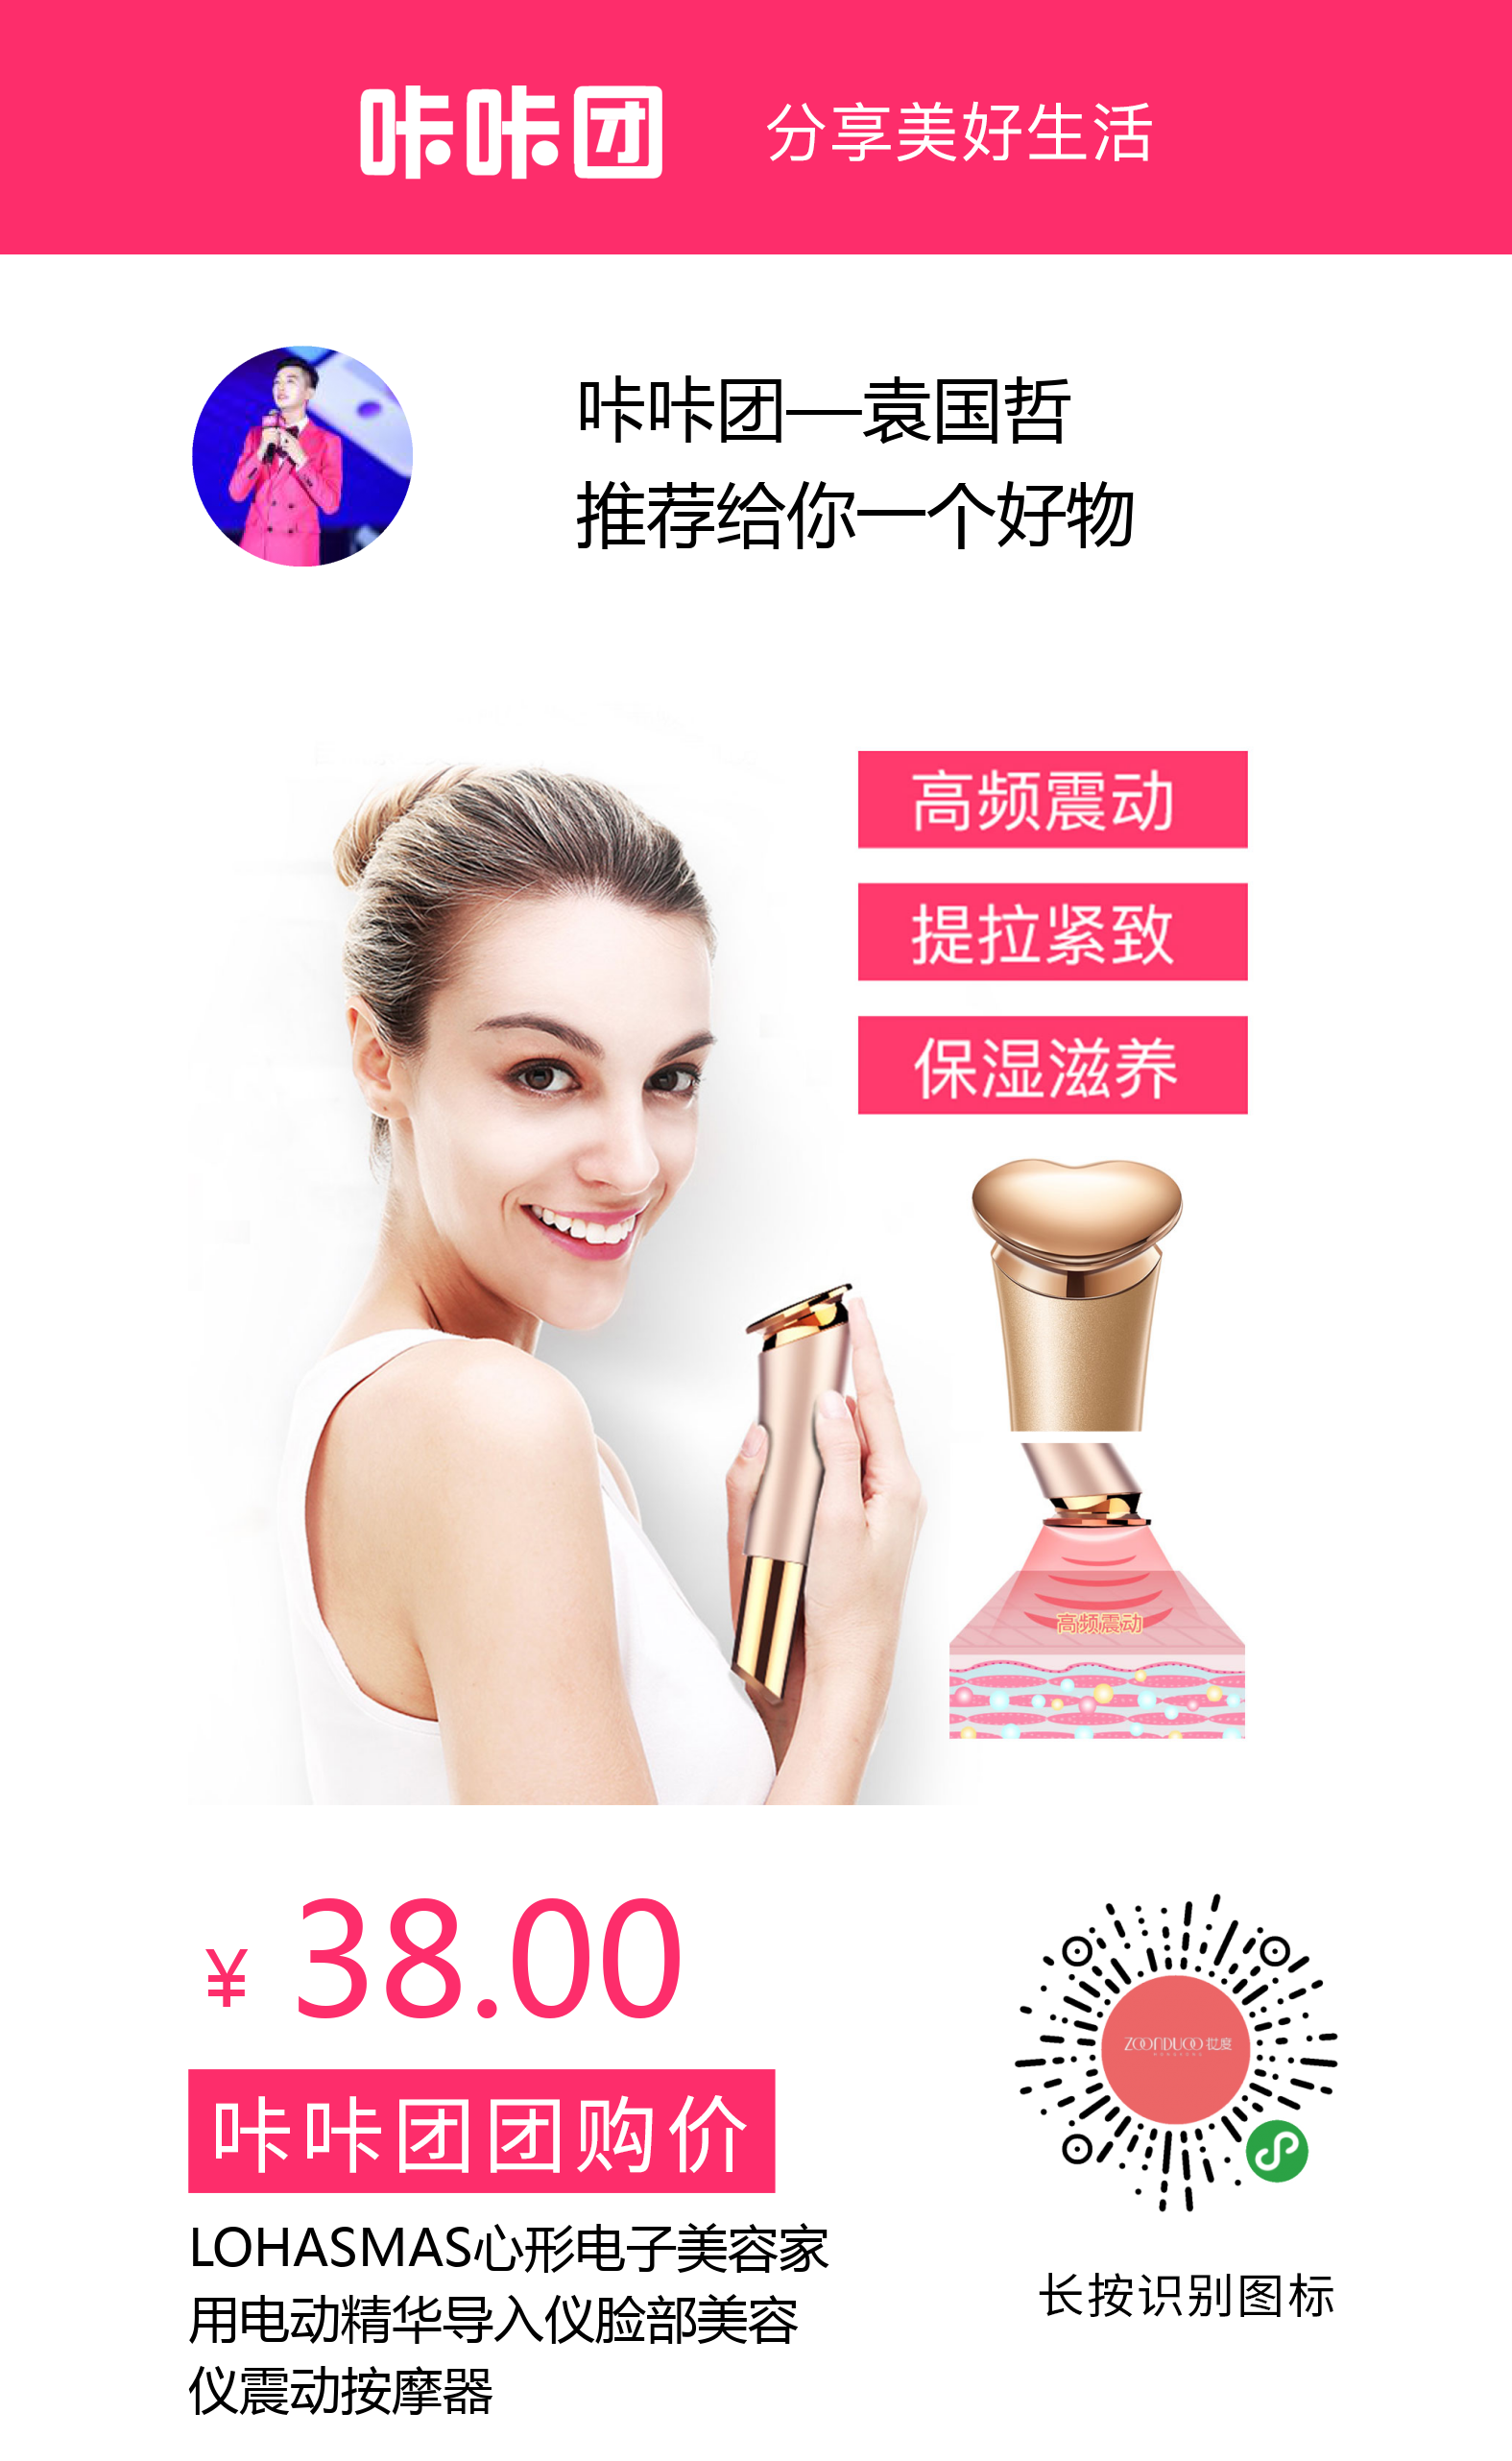 咔咔团 分享美好生活
咔咔团—袁国哲
推荐给你一个好物
高频震动
提拉紧致
保湿滋养
高频震动
¥ 38.00
咔咔团团购价
LOHASMAS心形电子美容家
用电动精华导入仪脸部美容
仪震动按摩器
长按识别图标